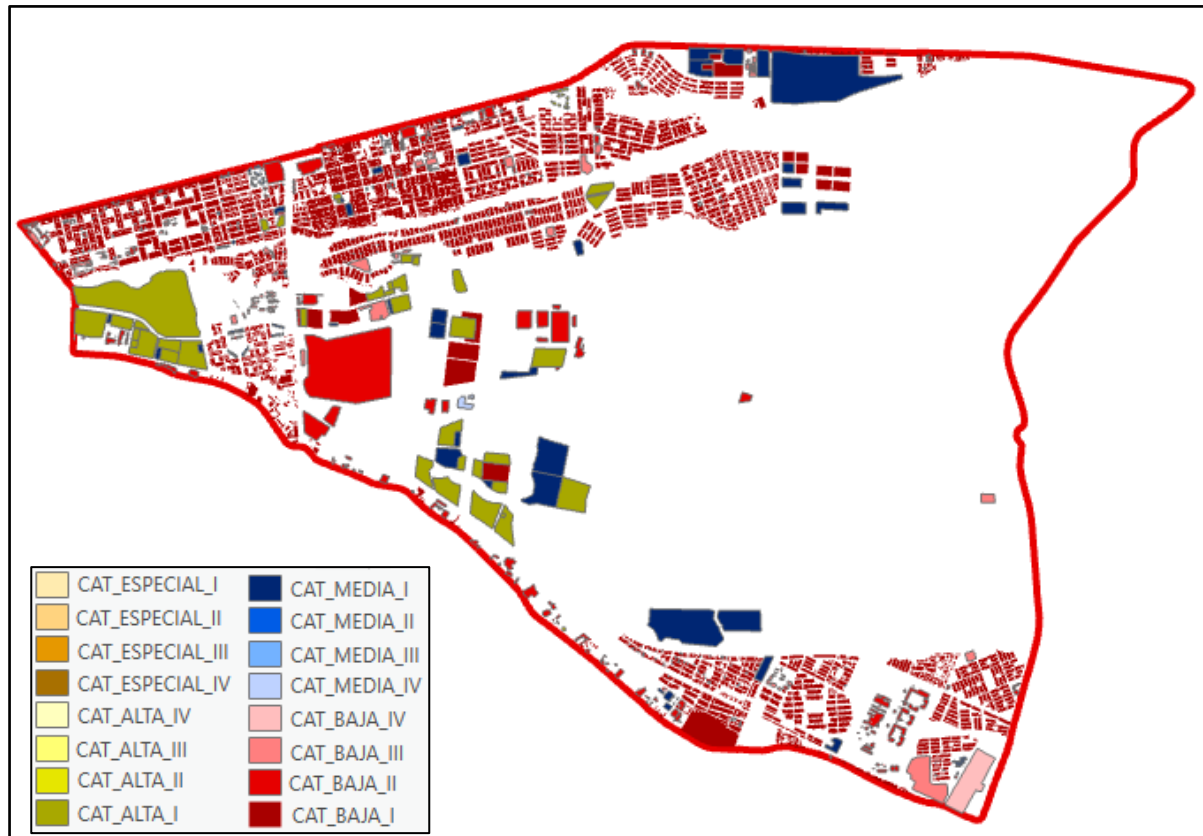 CAT_ESPECIAL_I
CAT_ESPECIAL_II
CAT_ESPECIAL_III
CAT_ESPECIAL_IV
CAT_ALTA_IV
CAT_ALTA_III
CAT_ALTA_II
CAT_ALTA_I
CAT_MEDIA_I
CAT_MEDIA_II
CAT_MEDIA_III
CAT_MEDIA_IV
CAT_BAJA_IV
CAT_BAJA_III
CAT_BAJA_II
CAT_BAJA_I